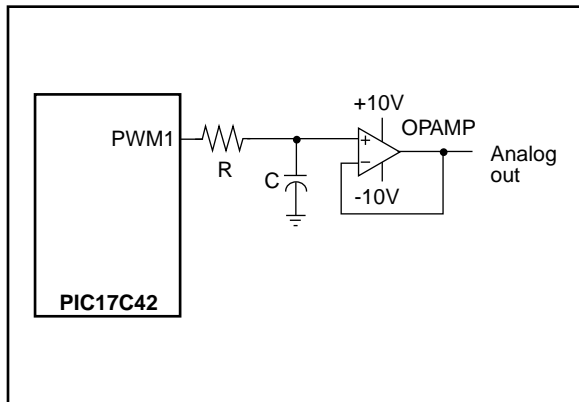 +10V
OPAMP
PWM1
+
−
Analog
out
R
C
-10V
PIC17C42